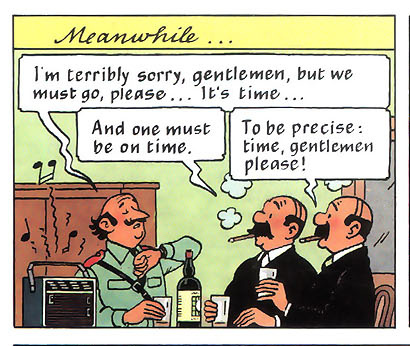 Meanwhile ...
I'm terribly sorry, gentlemen, but we
must go, please... It's time ...
And one must
be on time.
To be precise:
time, gentlemen
please!